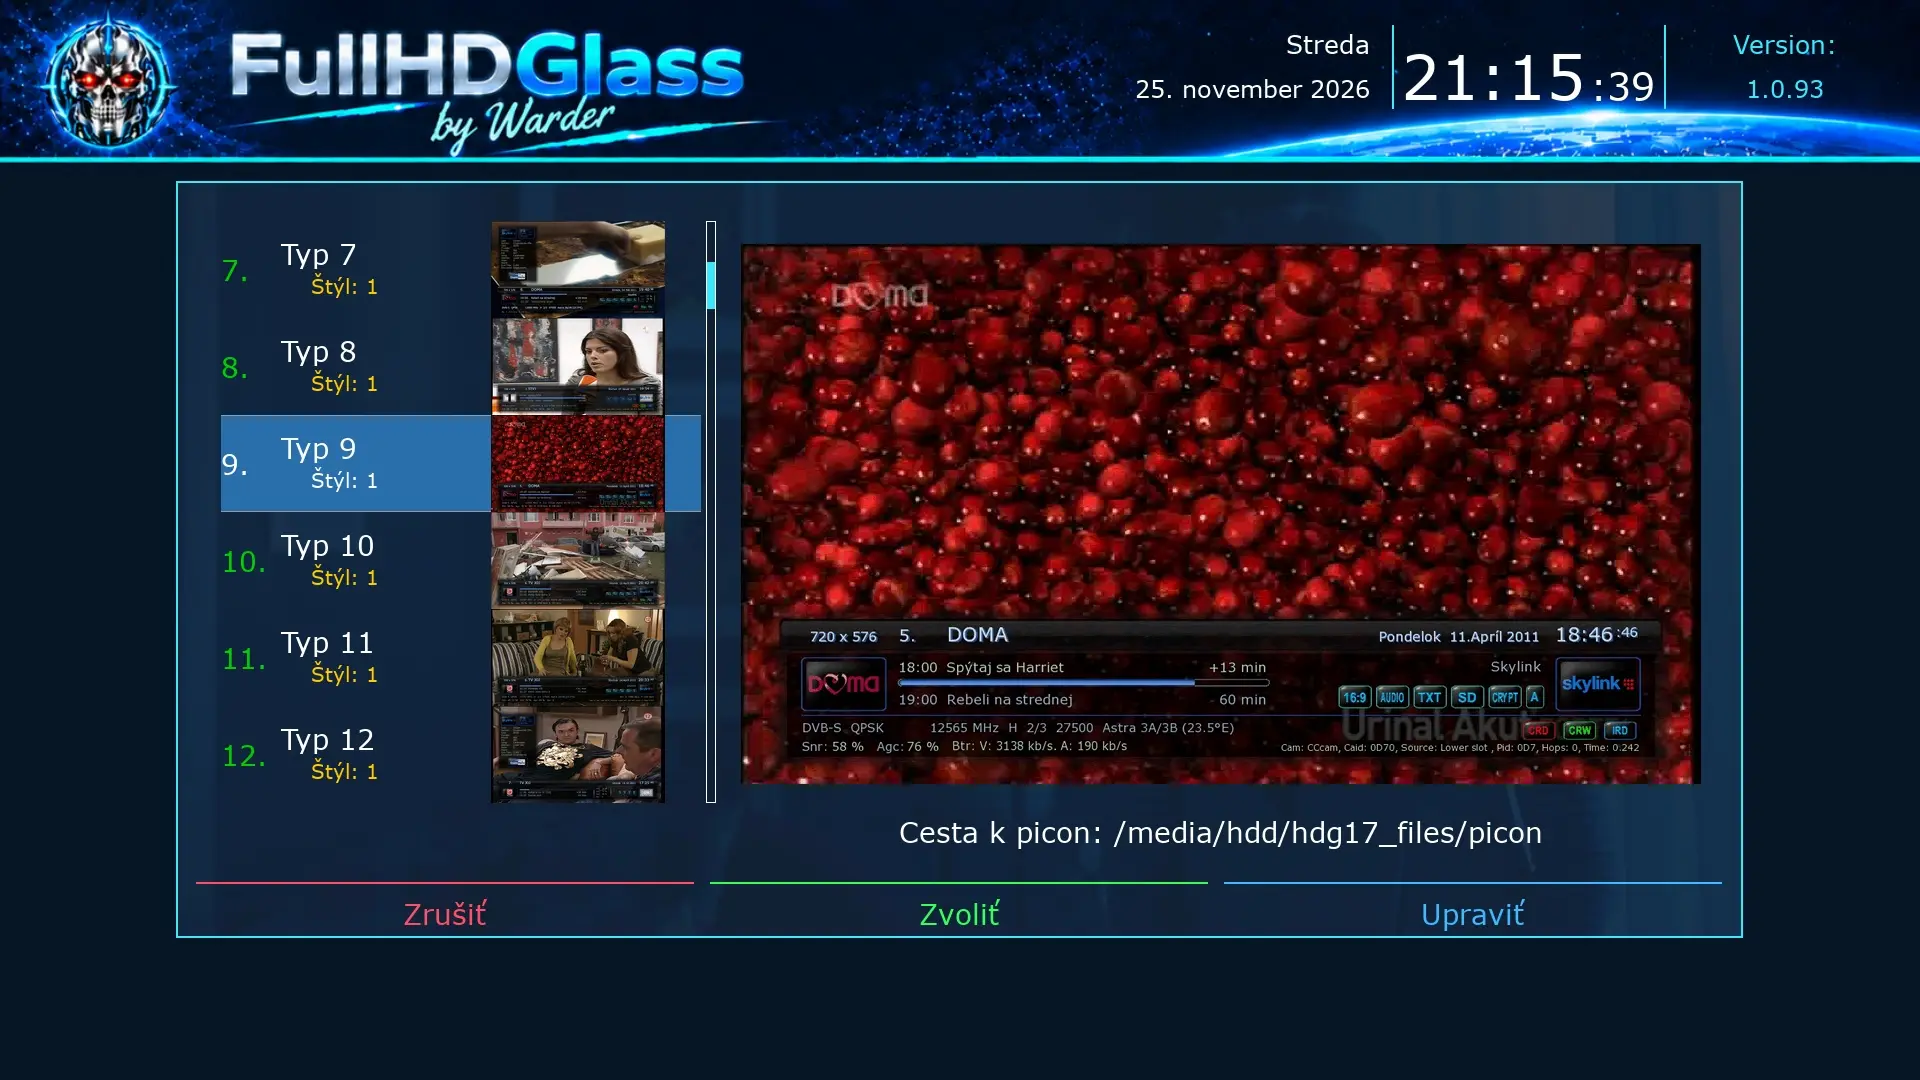 FullHDGlass
by Warder
Streda
25. november 2026
21:15:39
Version:
1.0.93
7.
Typ 7
Štýl: 1
8.
Typ 8
Štýl: 1
9.
Typ 9
Štýl: 1
10.
Typ 10
Štýl: 1
11.
Typ 11
Štýl: 1
12.
Typ 12
Štýl: 1
DOMA
720 x 576 5. DOMA Pondelok 11.Apríl 2011 18:46:46
DOMA
18:00 Spýtaj sa Harriet +13 min
19:00 Rebeli na strednej 60 min
Skylink
skylink
16:9 AUDIO TXT SD CRYPT A
Urinal Akut
DVB-S QPSK 12565 MHz H 2/3 27500 Astra 3A/3B (23.5°E)
CRD CRW IRD
Snr: 58 % Agc: 76 % Btr: V: 3138 kb/s. A: 190 kb/s
Cam: CCcam, Caid: 0D70, Source: Lower slot , Pid: 0D7, Hops: 0, Time: 0.242
Cesta k picon: /media/hdd/hdg17_files/picon
Zrušiť
Zvoliť
Upraviť